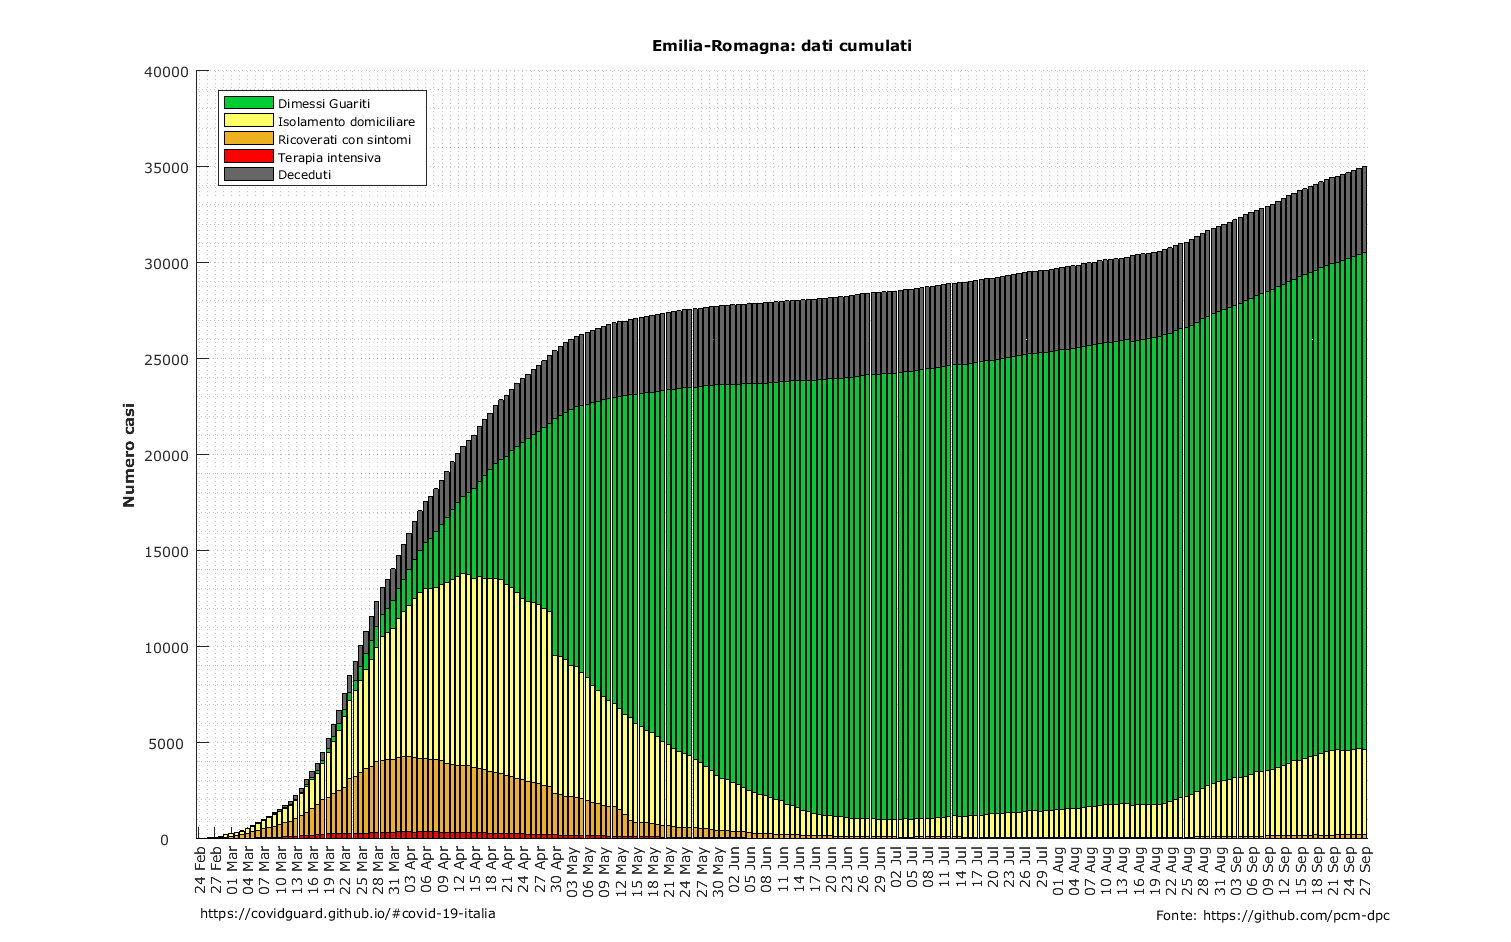 Emilia-Romagna: dati cumulati
40000
35000
30000
25000
20000
15000
10000
5000
0
Numero casi
Dimessi Guariti
Isolamento domiciliare
Ricoverati con sintomi
Terapia intensiva
Deceduti
24 Feb
27 Feb
01 Mar
04 Mar
07 Mar
10 Mar
13 Mar
16 Mar
19 Mar
22 Mar
25 Mar
28 Mar
31 Mar
03 Apr
06 Apr
09 Apr
12 Apr
15 Apr
18 Apr
21 Apr
24 Apr
27 Apr
30 Apr
03 May
06 May
09 May
12 May
15 May
18 May
21 May
24 May
27 May
30 May
02 Jun
05 Jun
08 Jun
11 Jun
14 Jun
17 Jun
20 Jun
23 Jun
26 Jun
29 Jun
02 Jul
05 Jul
08 Jul
11 Jul
14 Jul
17 Jul
20 Jul
23 Jul
26 Jul
29 Jul
01 Aug
04 Aug
07 Aug
10 Aug
13 Aug
16 Aug
19 Aug
22 Aug
25 Aug
28 Aug
31 Aug
03 Sep
06 Sep
09 Sep
12 Sep
15 Sep
18 Sep
21 Sep
24 Sep
27 Sep
https://covidguard.github.io/#covid-19-italia
Fonte: https://github.com/pcm-dpc